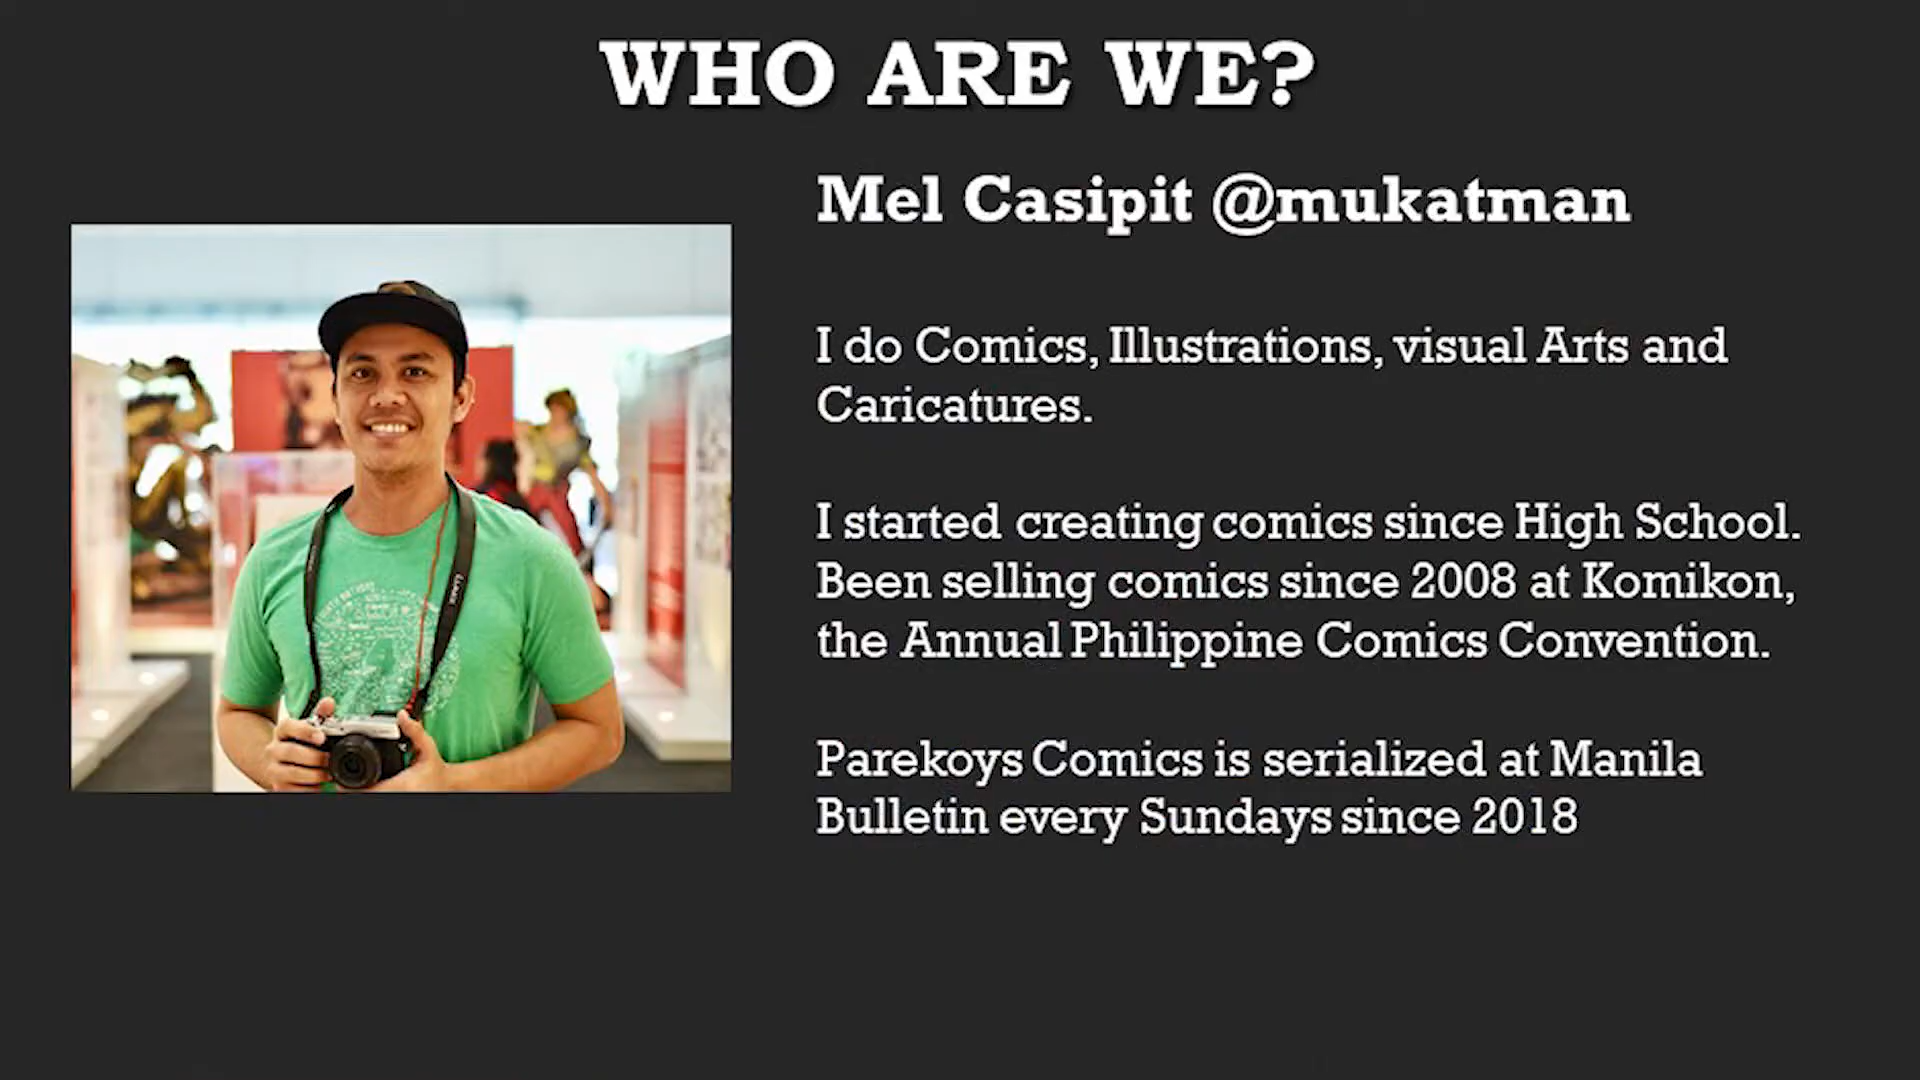 WHO ARE WE?
Mel Casipit @mukatman
I do Comics, Illustrations, visual Arts and
Caricatures.
I started creating comics since High School.
Been selling comics since 2008 at Komikon,
the Annual Philippine Comics Convention.
Parekoys Comics is serialized at Manila
Bulletin every Sundays since 2018